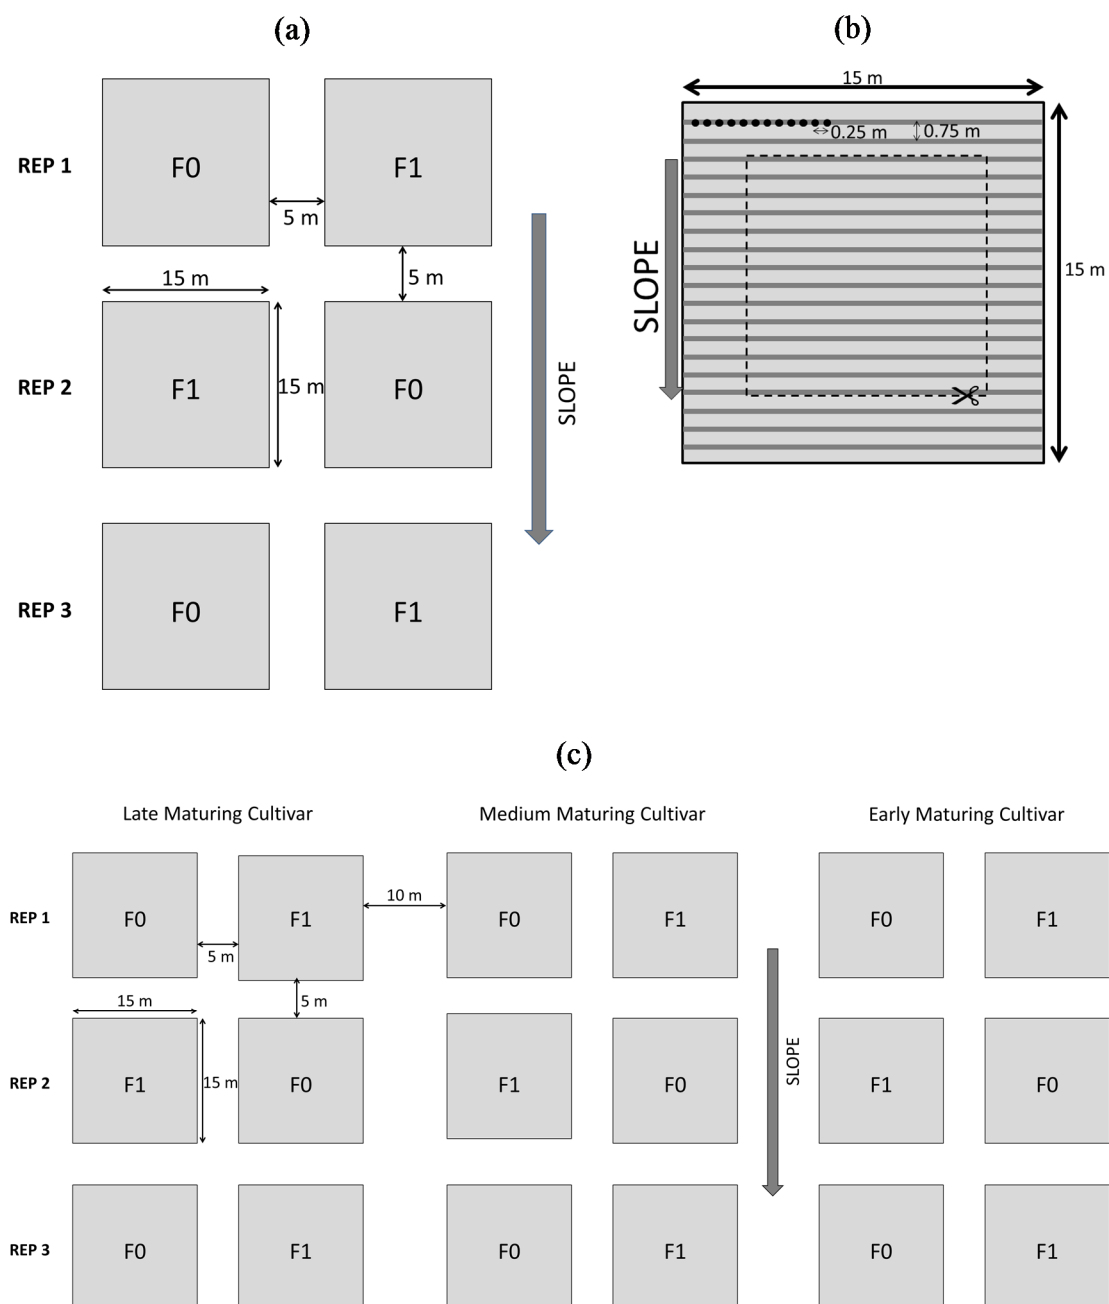 (a)
REP 1
F0
F1
5 m
5 m
15 m
REP 2
F1
15 m
F0
SLOPE
REP 3
F0
F1
(b)
15 m
0.25 m
0.75 m
SLOPE
15 m
(c)
Late Maturing Cultivar
Medium Maturing Cultivar
Early Maturing Cultivar
REP 1
F0
F1
10 m
F0
F1
F0
F1
5 m
5 m
15 m
REP 2
F1
15 m
F0
F1
F0
SLOPE
F1
F0
REP 3
F0
F1
F0
F1
F0
F1